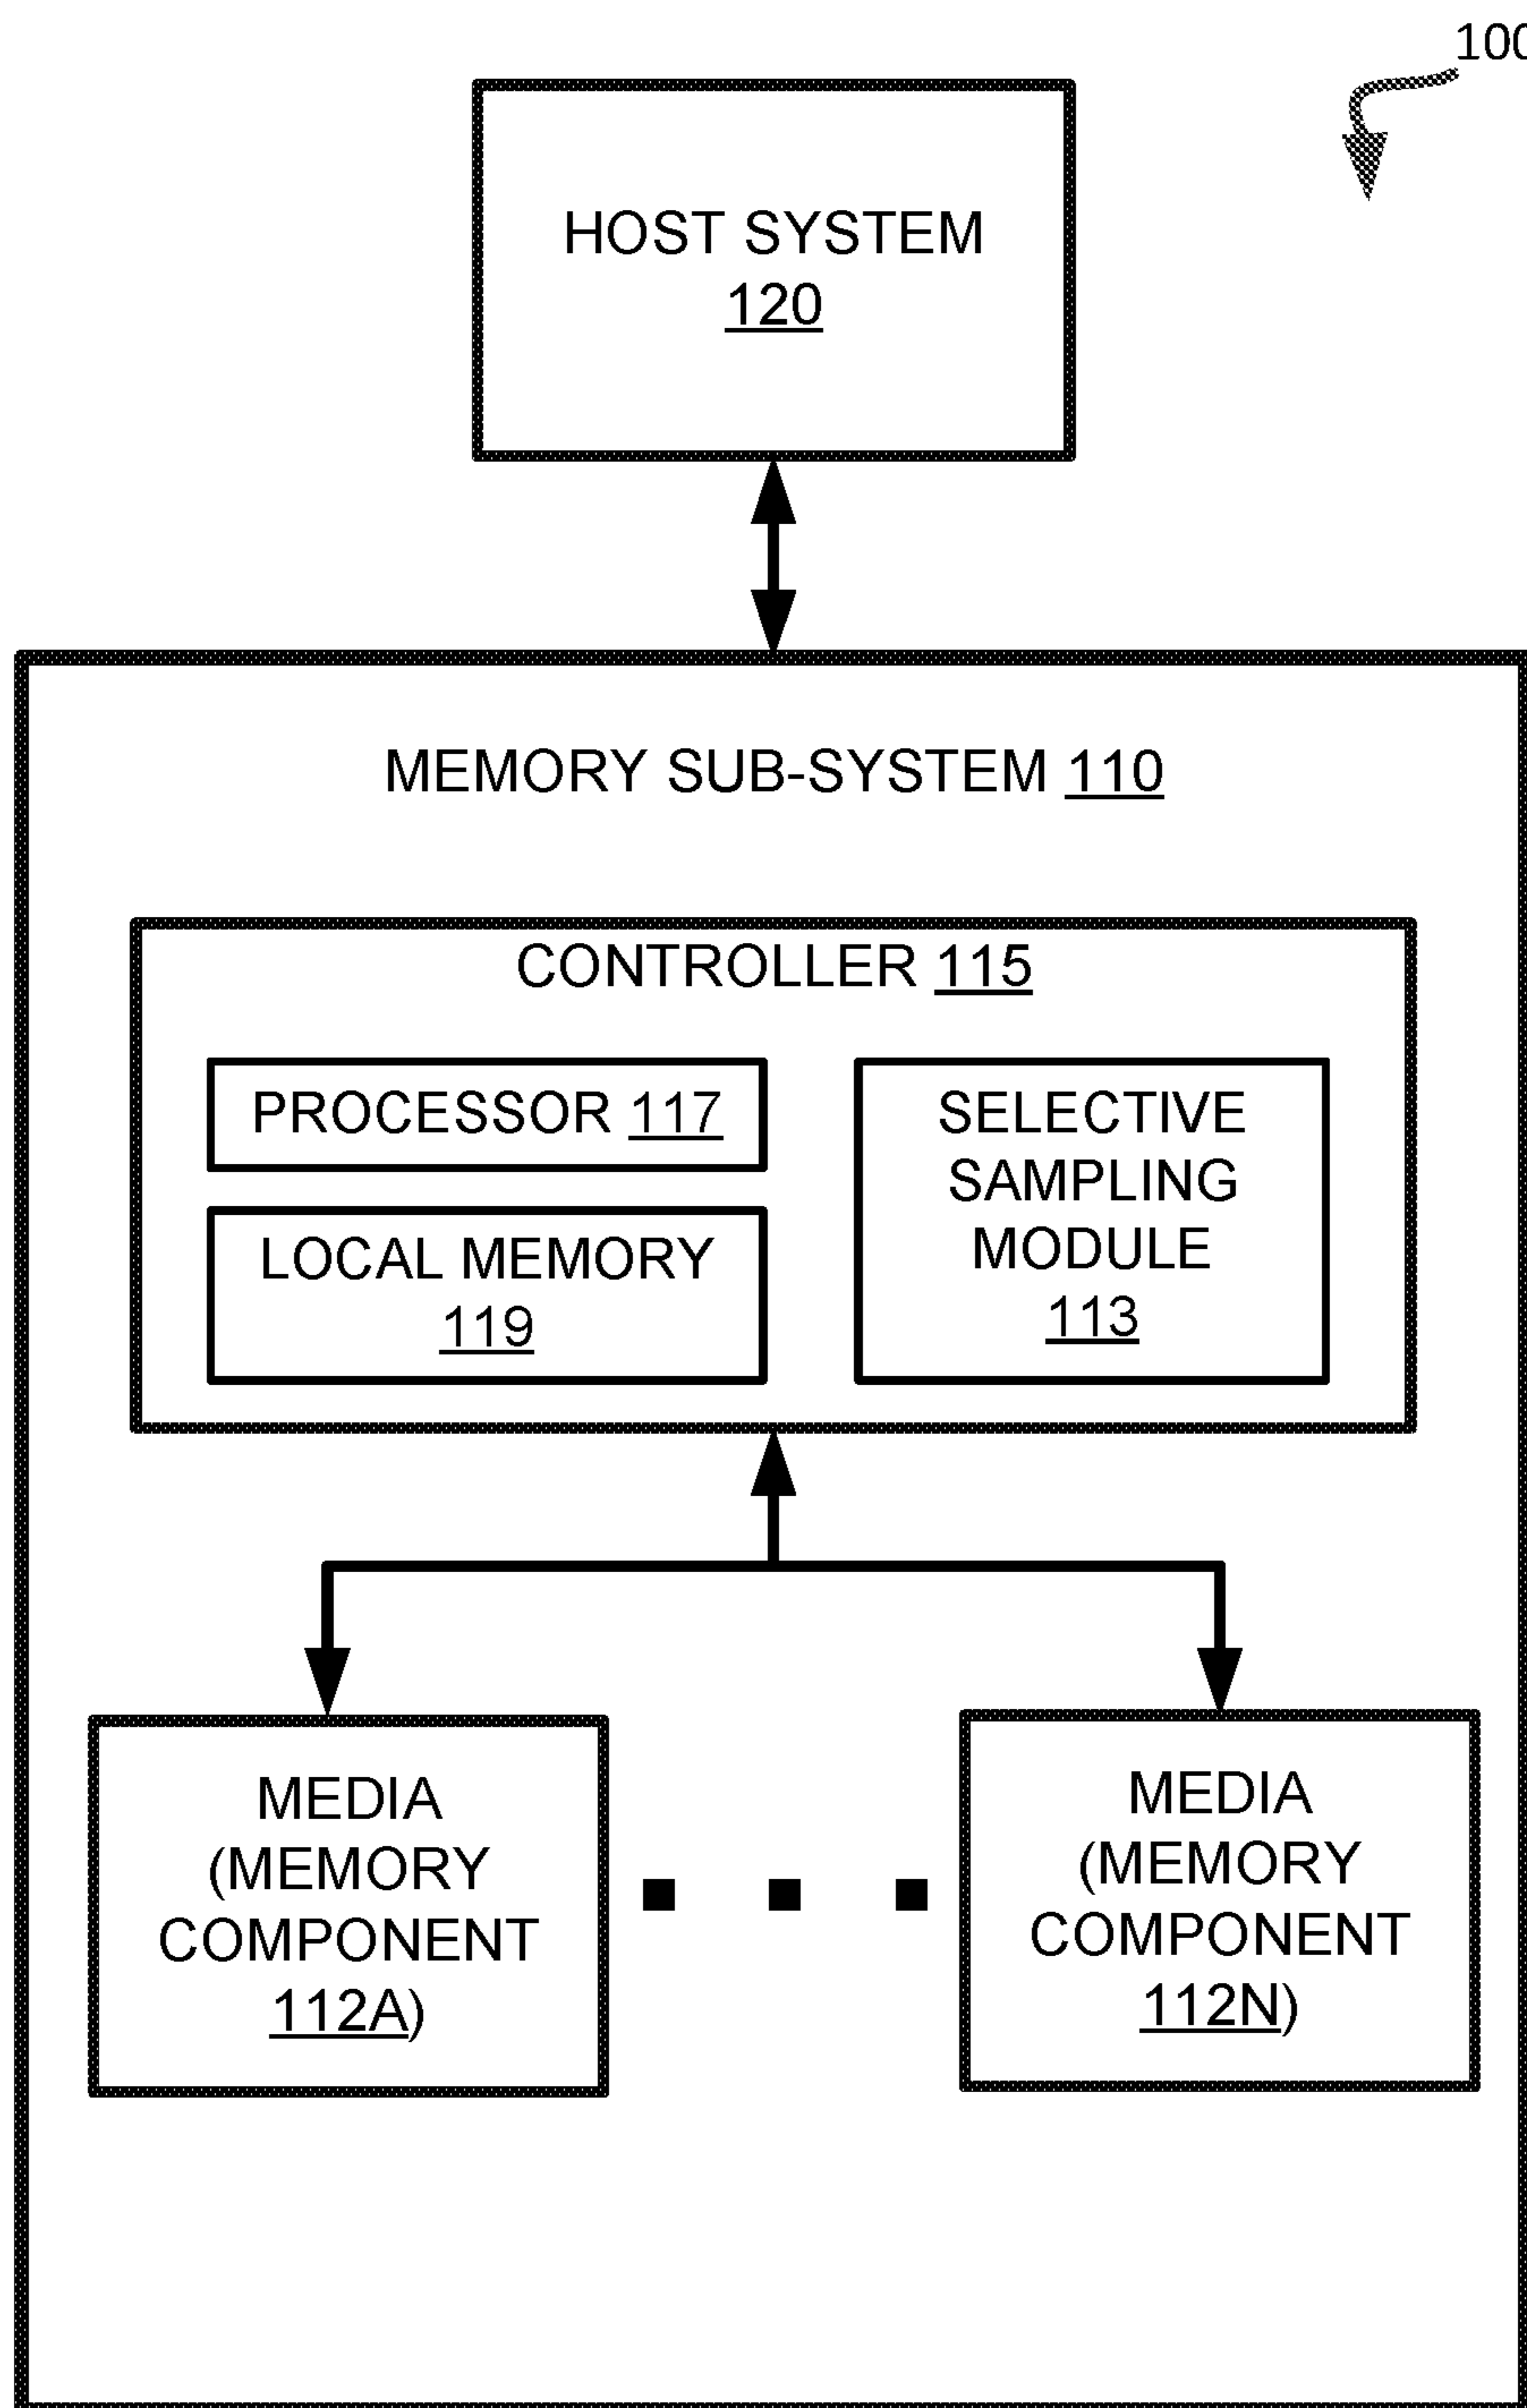 100
HOST SYSTEM
120
MEMORY SUB-SYSTEM 110
CONTROLLER 115
PROCESSOR 117
LOCAL MEMORY
119
SELECTIVE
SAMPLING
MODULE
113
MEDIA
(MEMORY
COMPONENT
112A)
MEDIA
(MEMORY
COMPONENT
112N)